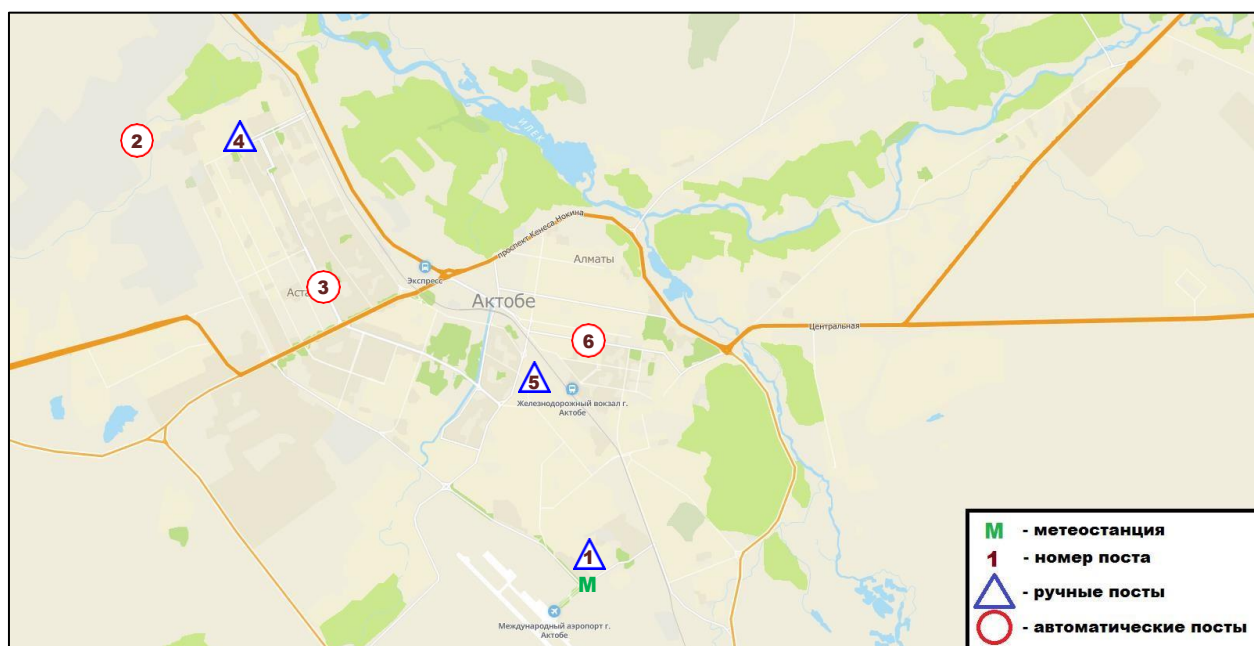 ИЛЕК
2
4
проспект Кенеса Нокина
Алматы
Экспресс
3
Актобе
Центральная
6
5
Железнодорожный вокзал г.
Актобе
1
М
Международный аэропорт г.
Актобе
М - метеостанция
1 - номер поста
- ручные посты
- автоматические посты